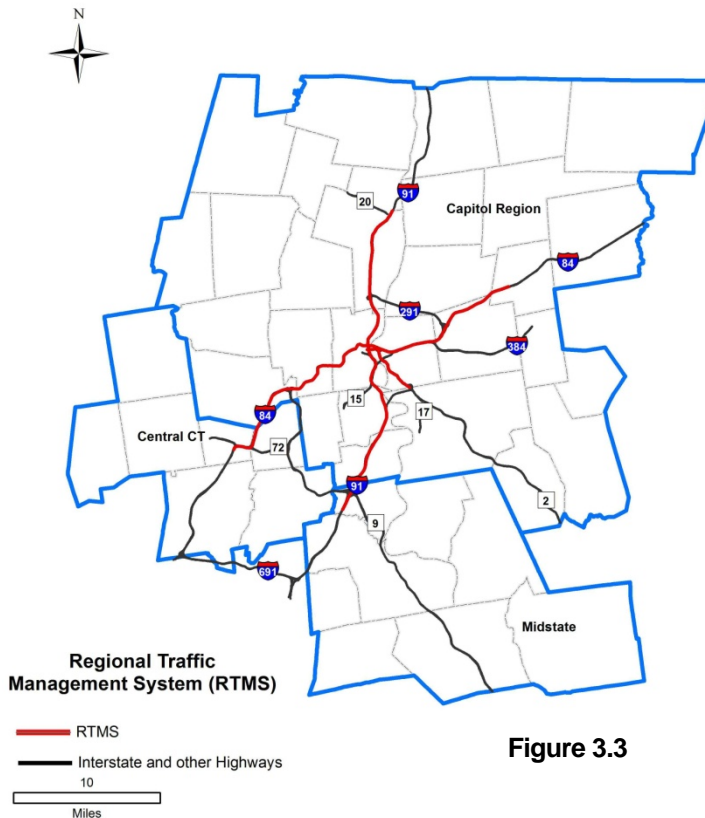 N
20
91
Capitol Region
84
291
384
15
17
84
Central CT
72
91
2
9
691
Midstate
Regional Traffic
Management System (RTMS)
RTMS
Interstate and other Highways
10
Miles
Figure 3.3